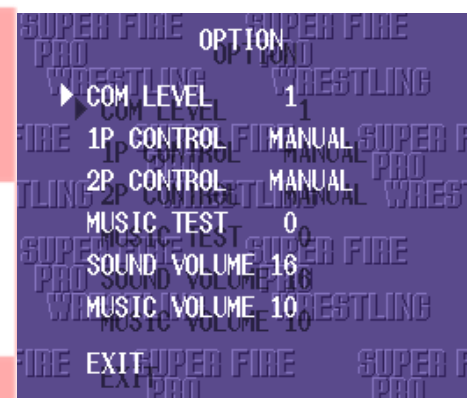 OPTION
COM LEVEL 1
1P CONTROL MANUAL
2P CONTROL MANUAL
MUSIC TEST 0
SOUND VOLUME 16
MUSIC VOLUME 10
EXIT